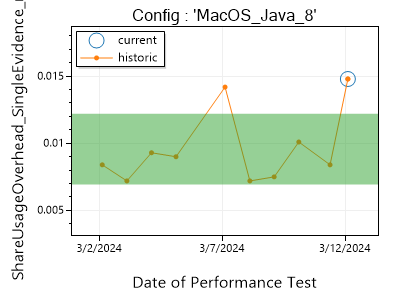 Config : 'MacOS_Java_8'
current
historic
ShareUsageOverhead_SingleEvidence_
0.015
0.01
0.005
3/2/2024
3/7/2024
3/12/2024
Date of Performance Test